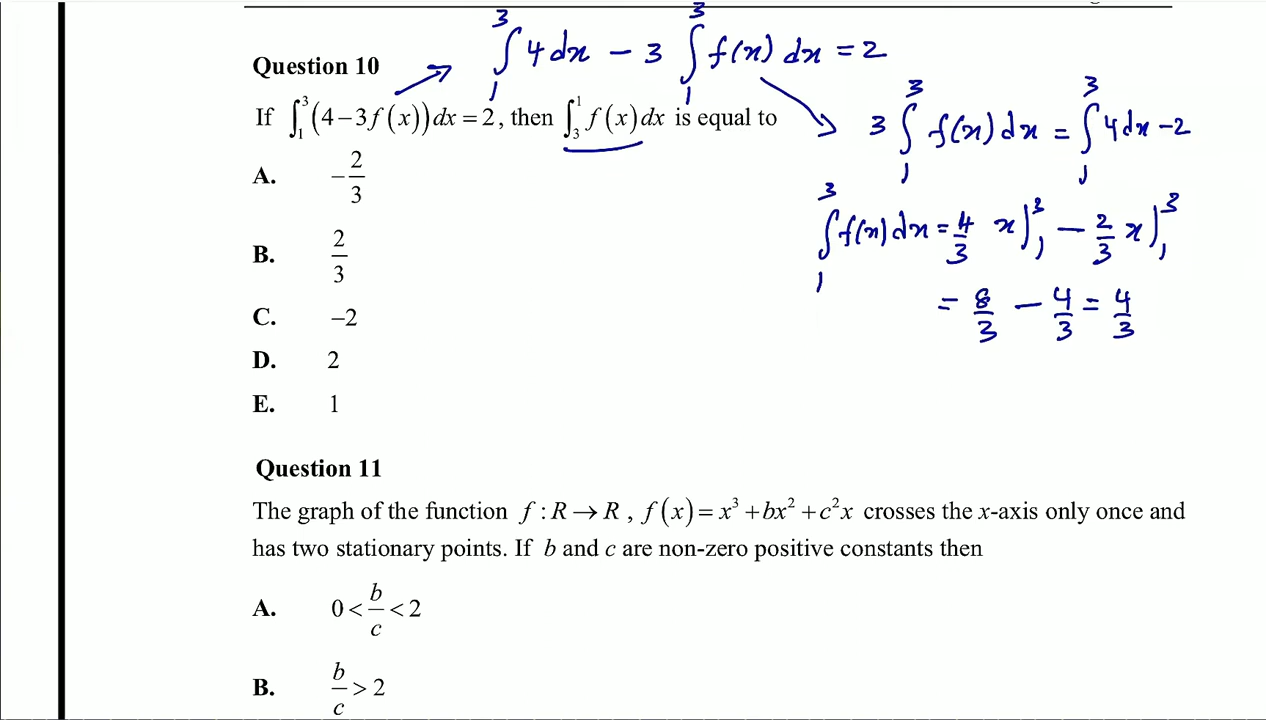 ∫₁³ 4 dx − 3 ∫₁³ f(x) dx = 2
Question 10
If ∫₁³ (4−3f(x))dx = 2, then ∫₃¹ f(x)dx is equal to
3 ∫₁³ f(x) dx = ∫₁³ 4 dx − 2
A. −2/3
∫₁³ f(x) dx = 4/3 x]₁³ − 2/3 x]₁³
B. 2/3
= 8/3 − 4/3 = 4/3
C. −2
D. 2
E. 1
Question 11
The graph of the function f : R → R , f(x) = x³ + bx² + c²x crosses the x-axis only once and
has two stationary points. If b and c are non-zero positive constants then
A. 0 < b/c < 2
B. b/c > 2